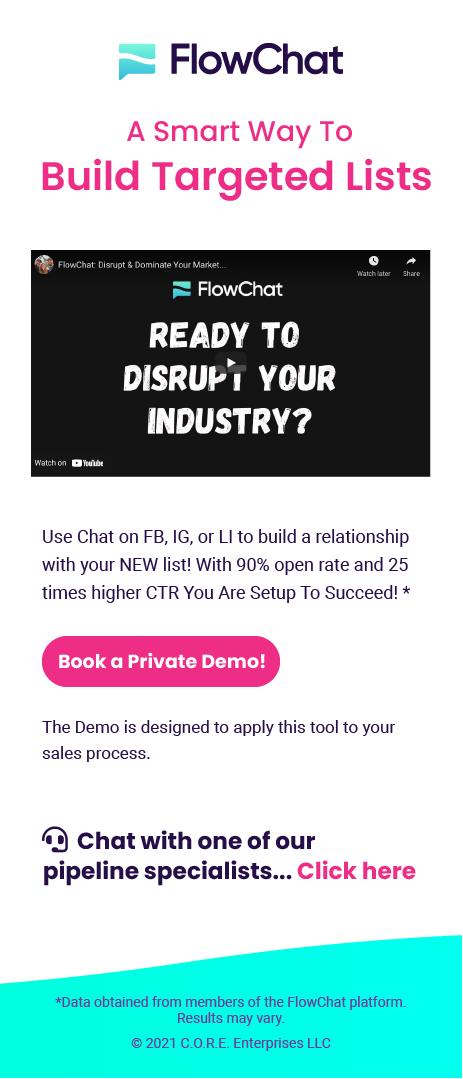 FlowChat
A Smart Way To
Build Targeted Lists
FlowChat: Disrupt & Dominate Your Market...
Watch later
Share
FlowChat
READY TO
DISRUPT YOUR
INDUSTRY?
Watch on YouTube
Use Chat on FB, IG, or LI to build a relationship
with your NEW list! With 90% open rate and 25
times higher CTR You Are Setup To Succeed! *
Book a Private Demo!
The Demo is designed to apply this tool to your
sales process.
Chat with one of our
pipeline specialists... Click here
*Data obtained from members of the FlowChat platform.
Results may vary.
© 2021 C.O.R.E. Enterprises LLC